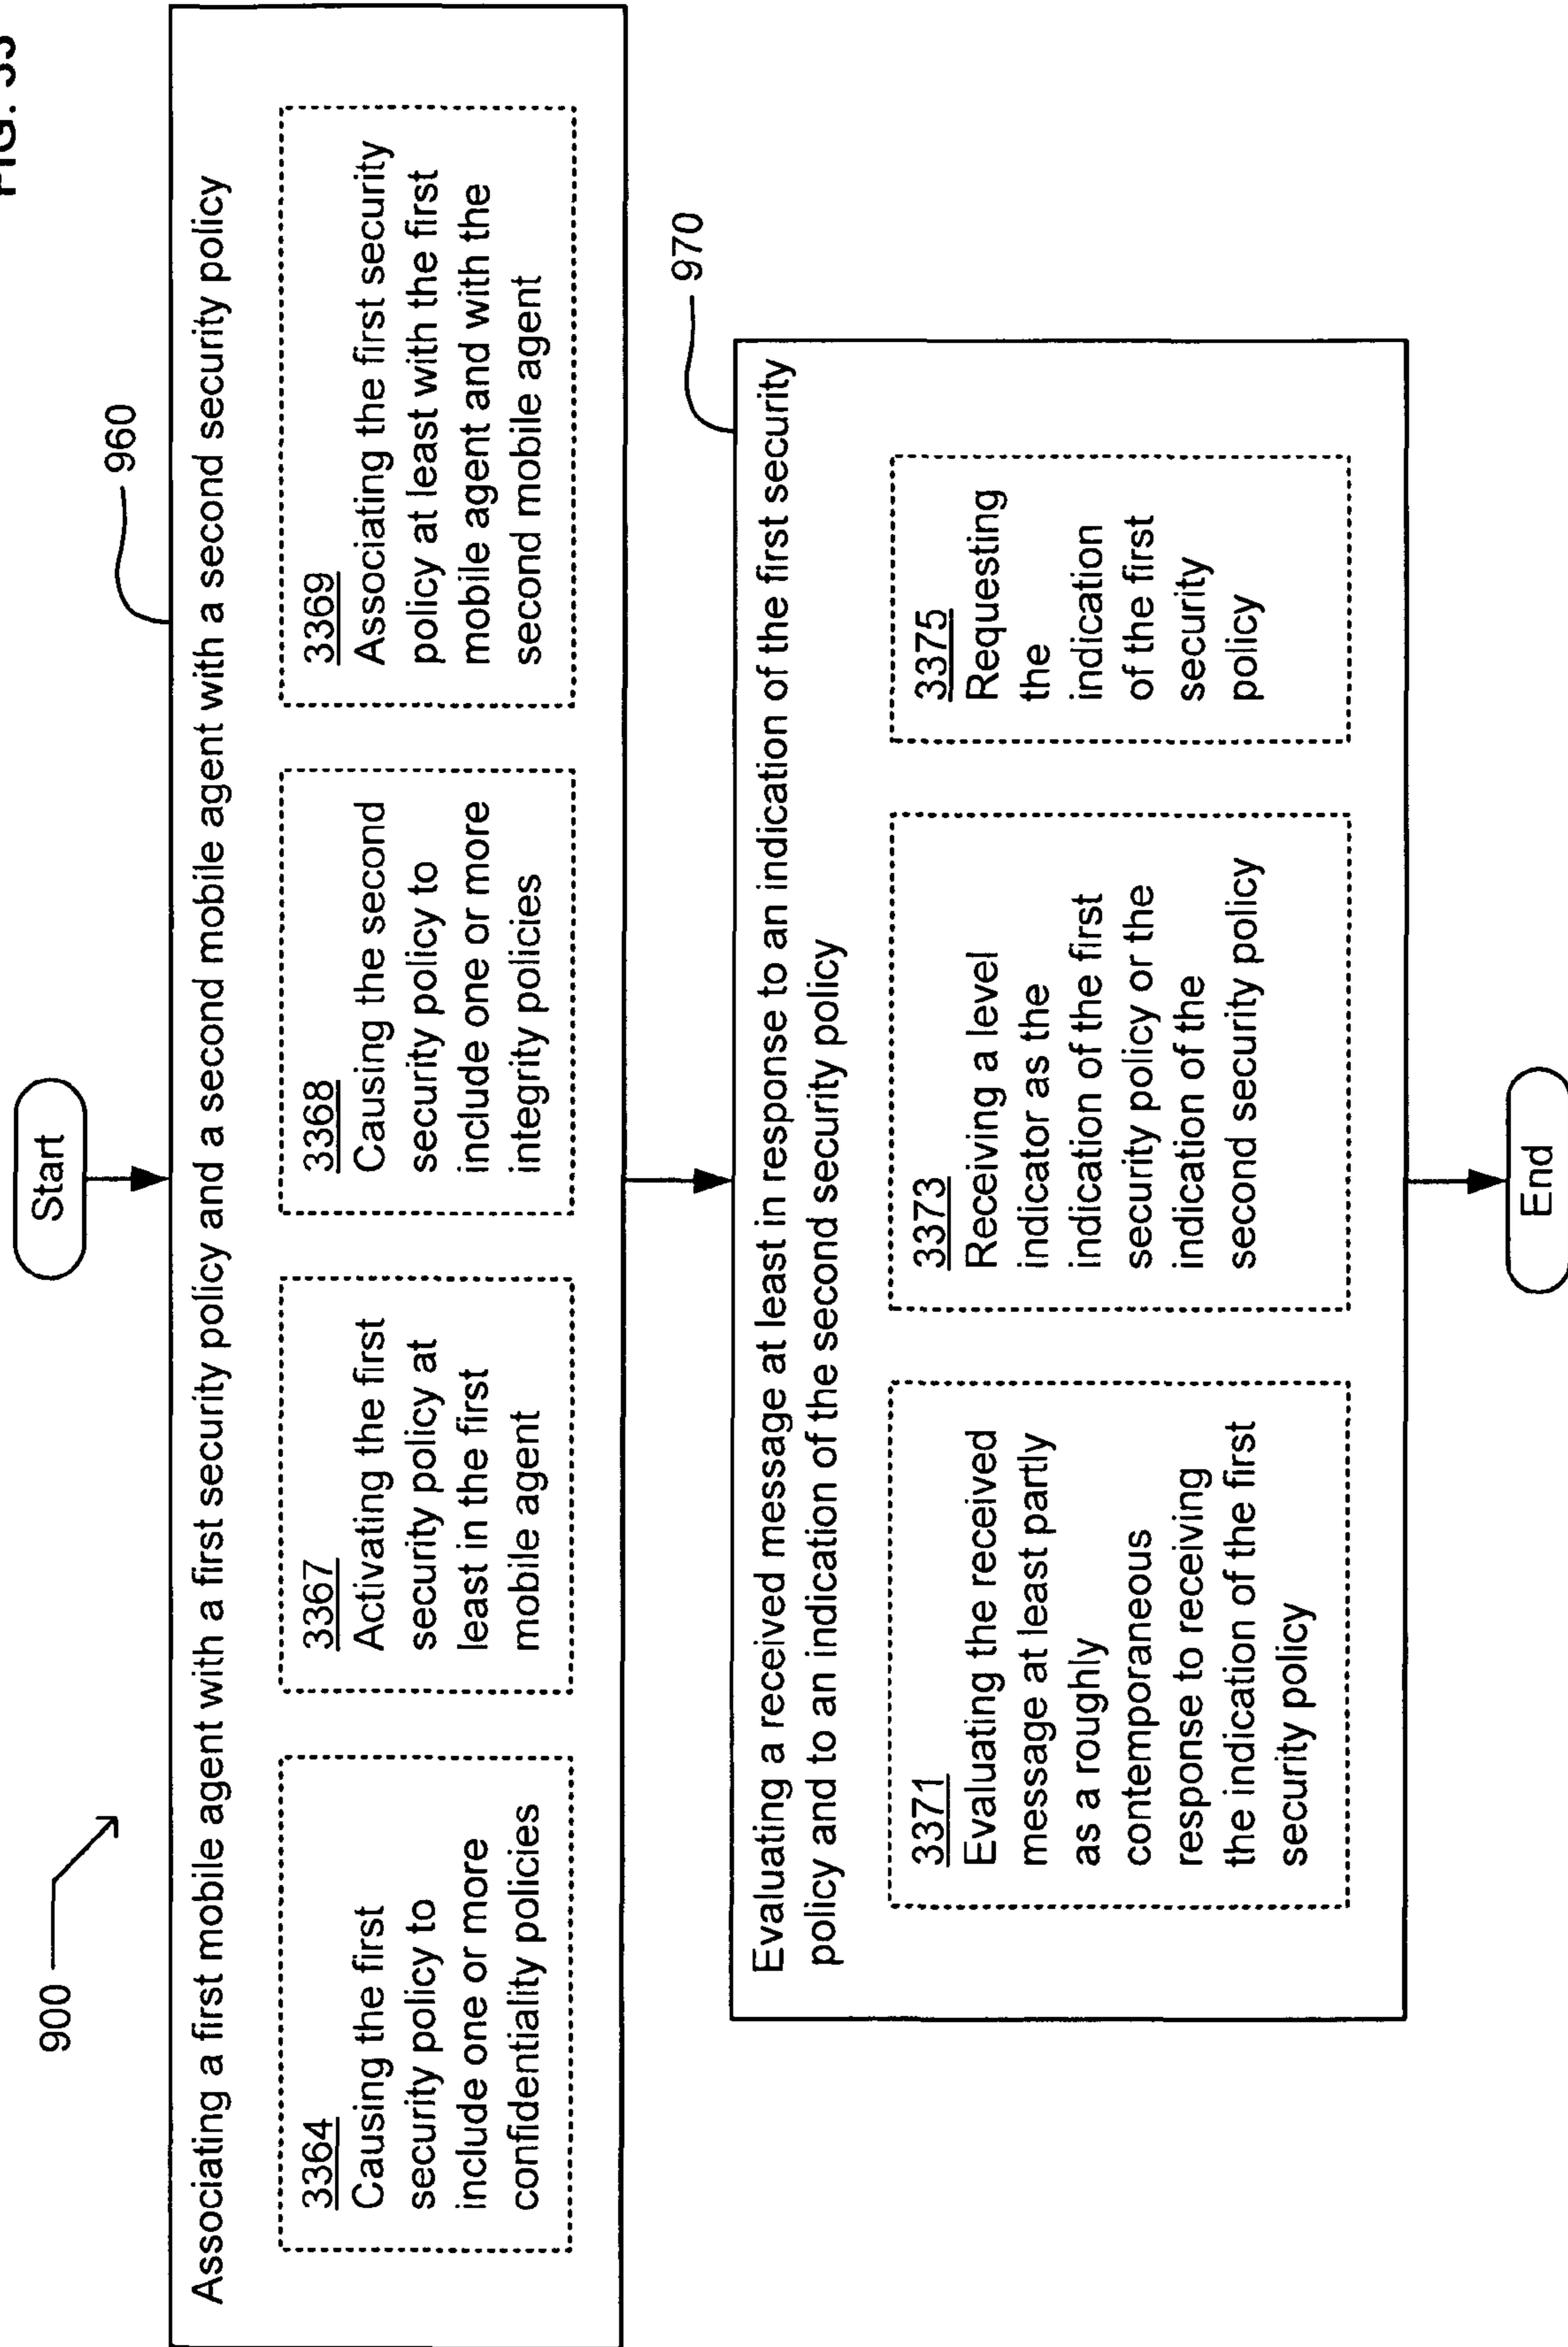 FIG. 33
900
Start
960
Associating a first mobile agent with a first security policy and a second mobile agent with a second security policy
3364
Causing the first
security policy to
include one or more
confidentiality policies
3367
Activating the first
security policy at
least in the first
mobile agent
3368
Causing the second
security policy to
include one or more
integrity policies
3369
Associating the first security
policy at least with the first
mobile agent and with the
second mobile agent
970
Evaluating a received message at least in response to an indication of the first security
policy and to an indication of the second security policy
3371
Evaluating the received
message at least partly
as a roughly
contemporaneous
response to receiving
the indication of the first
security policy
3373
Receiving a level
indicator as the
indication of the first
security policy or the
indication of the
second security policy
3375
Requesting
the
indication
of the first
security
policy
End